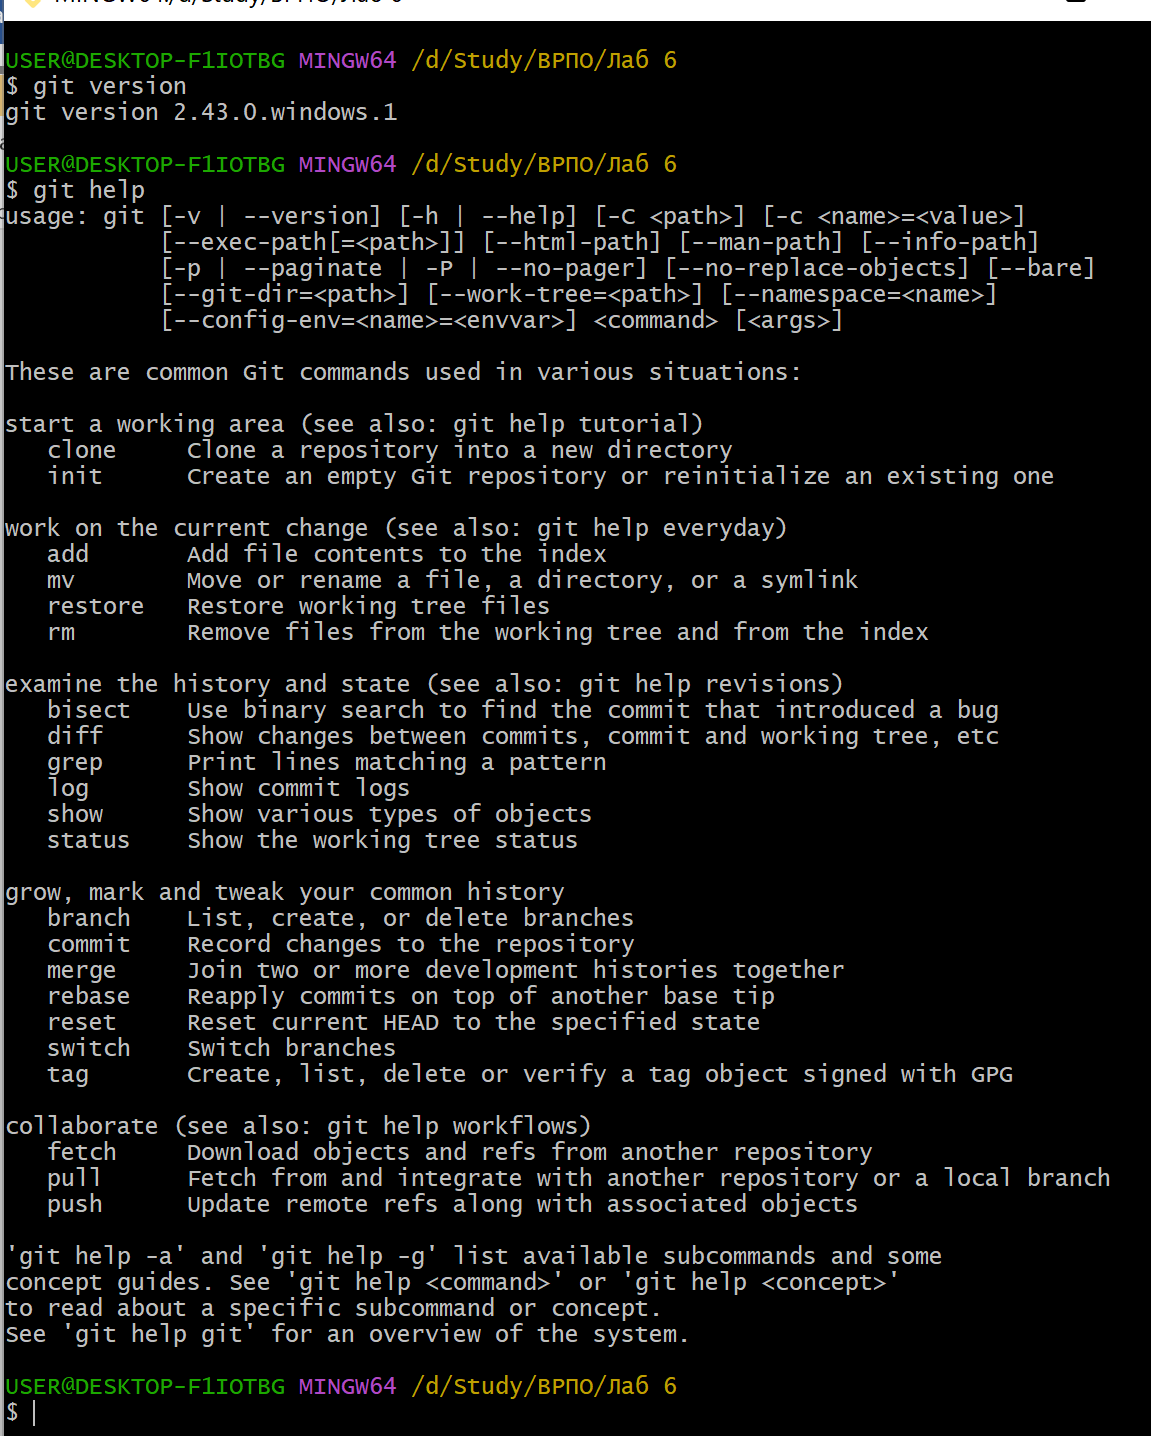 USER@DESKTOP-F1IOTBG MINGW64 /d/Study/ВРПО/Лаб 6
$ git version
git version 2.43.0.windows.1
USER@DESKTOP-F1IOTBG MINGW64 /d/Study/ВРПО/Лаб 6
$ git help
usage: git [-v | --version] [-h | --help] [-C <path>] [-c <name>=<value>]
[--exec-path[=<path>]] [--html-path] [--man-path] [--info-path]
[-p | --paginate | -P | --no-pager] [--no-replace-objects] [--bare]
[--git-dir=<path>] [--work-tree=<path>] [--namespace=<name>]
[--config-env=<name>=<envvar>] <command> [<args>]
These are common Git commands used in various situations:
start a working area (see also: git help tutorial)
clone Clone a repository into a new directory
init Create an empty Git repository or reinitialize an existing one
work on the current change (see also: git help everyday)
add Add file contents to the index
mv Move or rename a file, a directory, or a symlink
restore Restore working tree files
rm Remove files from the working tree and from the index
examine the history and state (see also: git help revisions)
bisect Use binary search to find the commit that introduced a bug
diff Show changes between commits, commit and working tree, etc
grep Print lines matching a pattern
log Show commit logs
show Show various types of objects
status Show the working tree status
grow, mark and tweak your common history
branch List, create, or delete branches
commit Record changes to the repository
merge Join two or more development histories together
rebase Reapply commits on top of another base tip
reset Reset current HEAD to the specified state
switch Switch branches
tag Create, list, delete or verify a tag object signed with GPG
collaborate (see also: git help workflows)
fetch Download objects and refs from another repository
pull Fetch from and integrate with another repository or a local branch
push Update remote refs along with associated objects
'git help -a' and 'git help -g' list available subcommands and some
concept guides. See 'git help <command>' or 'git help <concept>'
to read about a specific subcommand or concept.
See 'git help git' for an overview of the system.
USER@DESKTOP-F1IOTBG MINGW64 /d/Study/ВРПО/Лаб 6
$